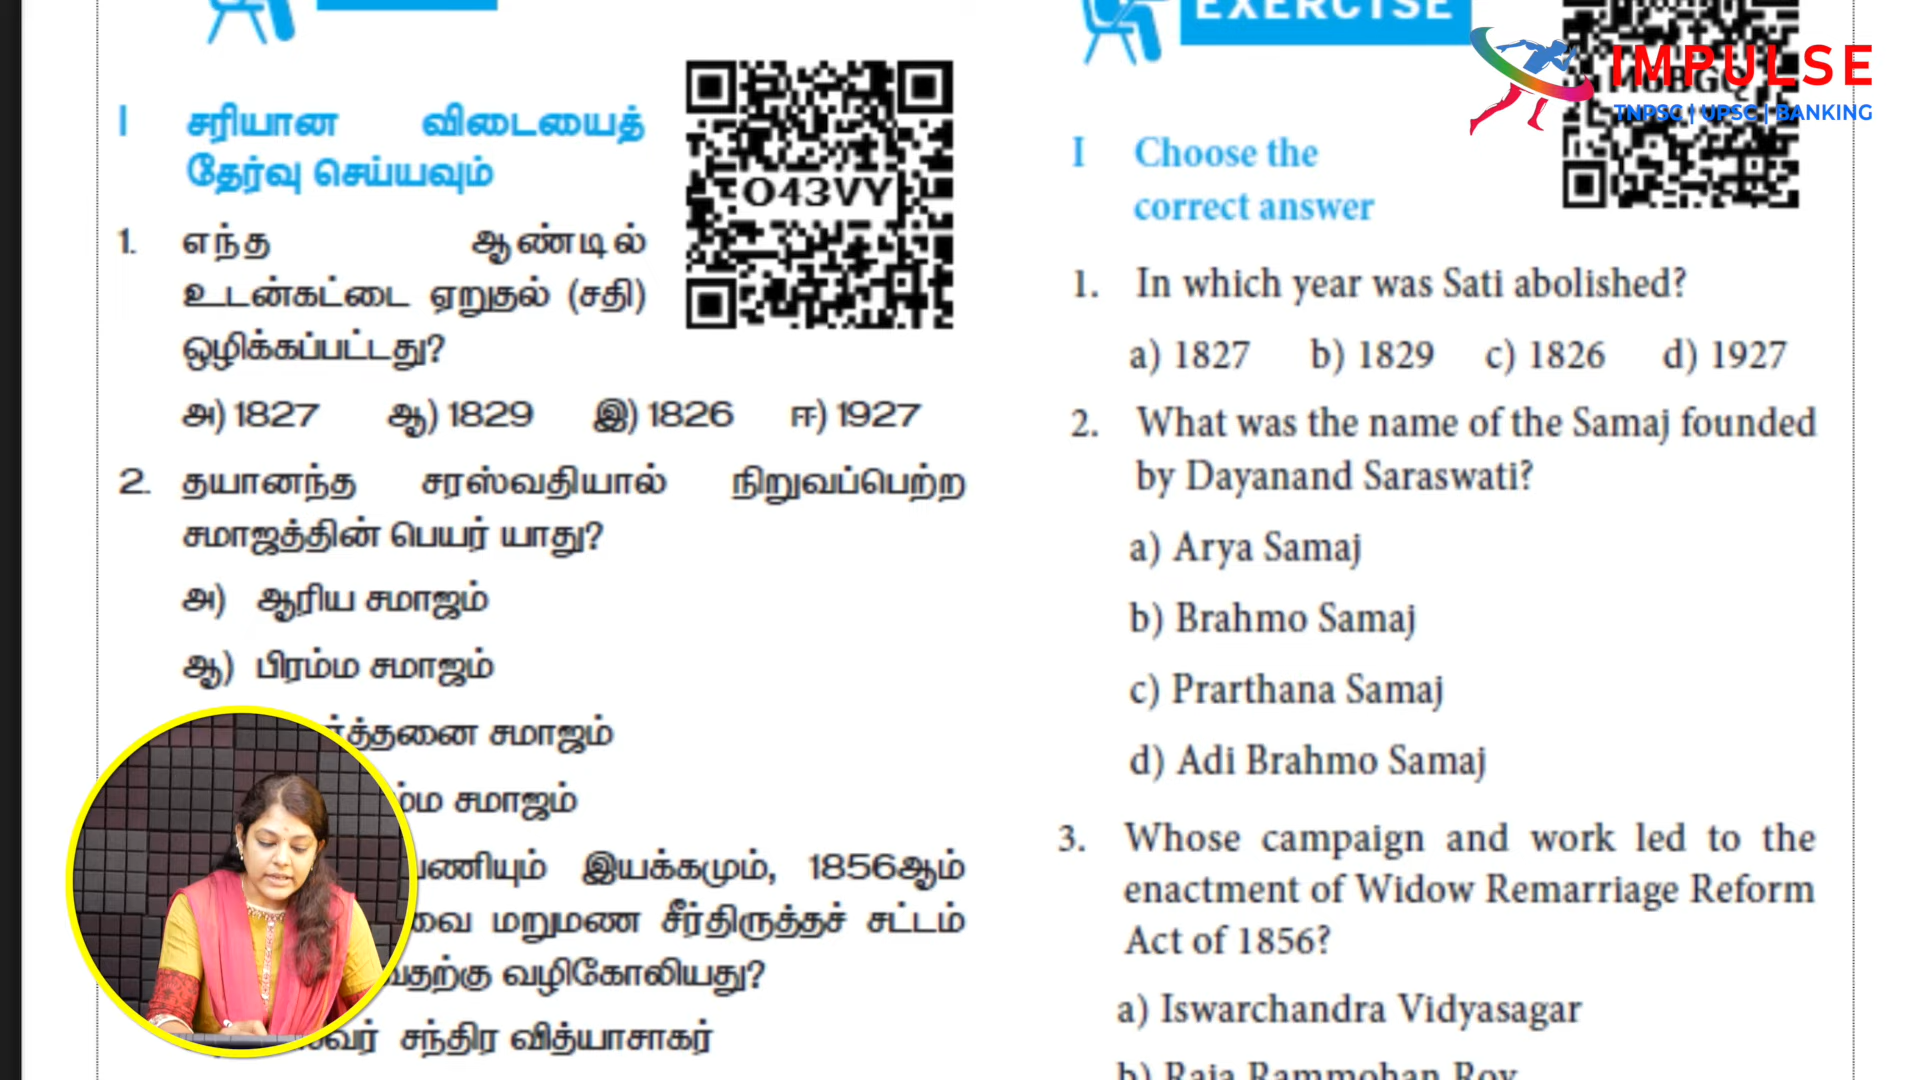 I சரியான விடையைத்
தேர்வு செய்யவும்
O43VY
1. எந்த ஆண்டில்
உடன்கட்டை ஏறுதல் (சதி)
ஒழிக்கப்பட்டது?
அ) 1827 ஆ) 1829 இ) 1826 ஈ) 1927
2. தயானந்த சரஸ்வதியால் நிறுவப்பெற்ற
சமாஜத்தின் பெயர் யாது?
அ) ஆரிய சமாஜம்
ஆ) பிரம்ம சமாஜம்
சமாஜம்
சமாஜம்
இயக்கமும், 1856ஆம்
மறுமண சீர்திருத்தச் சட்டம்
வழிகோலியது?
சந்திர வித்யாசாகர்
EXERCISE
IMPULSE
TNPSC | UPSC | BANKING
I Choose the
correct answer
1. In which year was Sati abolished?
a) 1827 b) 1829 c) 1826 d) 1927
2. What was the name of the Samaj founded
by Dayanand Saraswati?
a) Arya Samaj
b) Brahmo Samaj
c) Prarthana Samaj
d) Adi Brahmo Samaj
3. Whose campaign and work led to the
enactment of Widow Remarriage Reform
Act of 1856?
a) Iswarchandra Vidyasagar
b) Raja Rammohan Roy